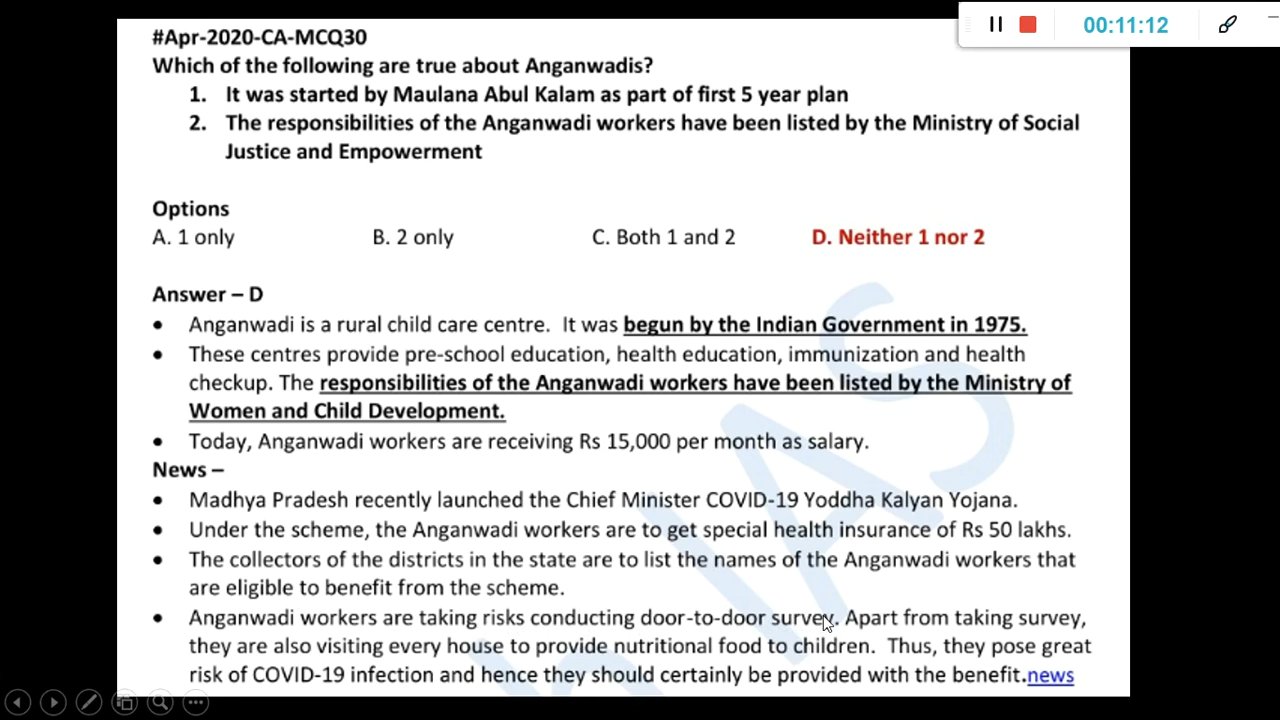 00:11:12
#Apr-2020-CA-MCQ30
Which of the following are true about Anganwadis?
1. It was started by Maulana Abul Kalam as part of first 5 year plan
2. The responsibilities of the Anganwadi workers have been listed by the Ministry of Social
Justice and Empowerment
Options
A. 1 only B. 2 only C. Both 1 and 2 D. Neither 1 nor 2
Answer – D
• Anganwadi is a rural child care centre. It was begun by the Indian Government in 1975.
• These centres provide pre-school education, health education, immunization and health
checkup. The responsibilities of the Anganwadi workers have been listed by the Ministry of
Women and Child Development.
• Today, Anganwadi workers are receiving Rs 15,000 per month as salary.
News –
• Madhya Pradesh recently launched the Chief Minister COVID-19 Yoddha Kalyan Yojana.
• Under the scheme, the Anganwadi workers are to get special health insurance of Rs 50 lakhs.
• The collectors of the districts in the state are to list the names of the Anganwadi workers that
are eligible to benefit from the scheme.
• Anganwadi workers are taking risks conducting door-to-door survey. Apart from taking survey,
they are also visiting every house to provide nutritional food to children. Thus, they pose great
risk of COVID-19 infection and hence they should certainly be provided with the benefit.news
IAS